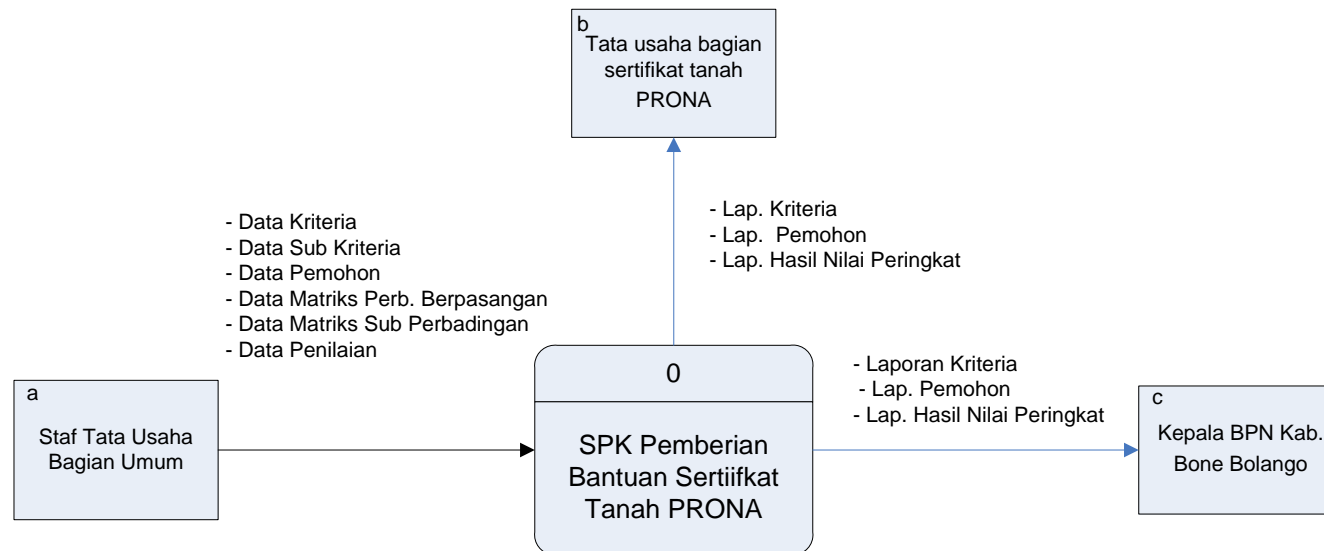 b
Tata usaha bagian
sertifikat tanah
PRONA
- Data Kriteria
- Data Sub Kriteria
- Data Pemohon
- Data Matriks Perb. Berpasangan
- Data Matriks Sub Perbadingan
- Data Penilaian
- Lap. Kriteria
- Lap. Pemohon
- Lap. Hasil Nilai Peringkat
a
Staf Tata Usaha
Bagian Umum
0
SPK Pemberian
Bantuan Sertiifkat
Tanah PRONA
- Laporan Kriteria
- Lap. Pemohon
- Lap. Hasil Nilai Peringkat
c
Kepala BPN Kab.
Bone Bolango